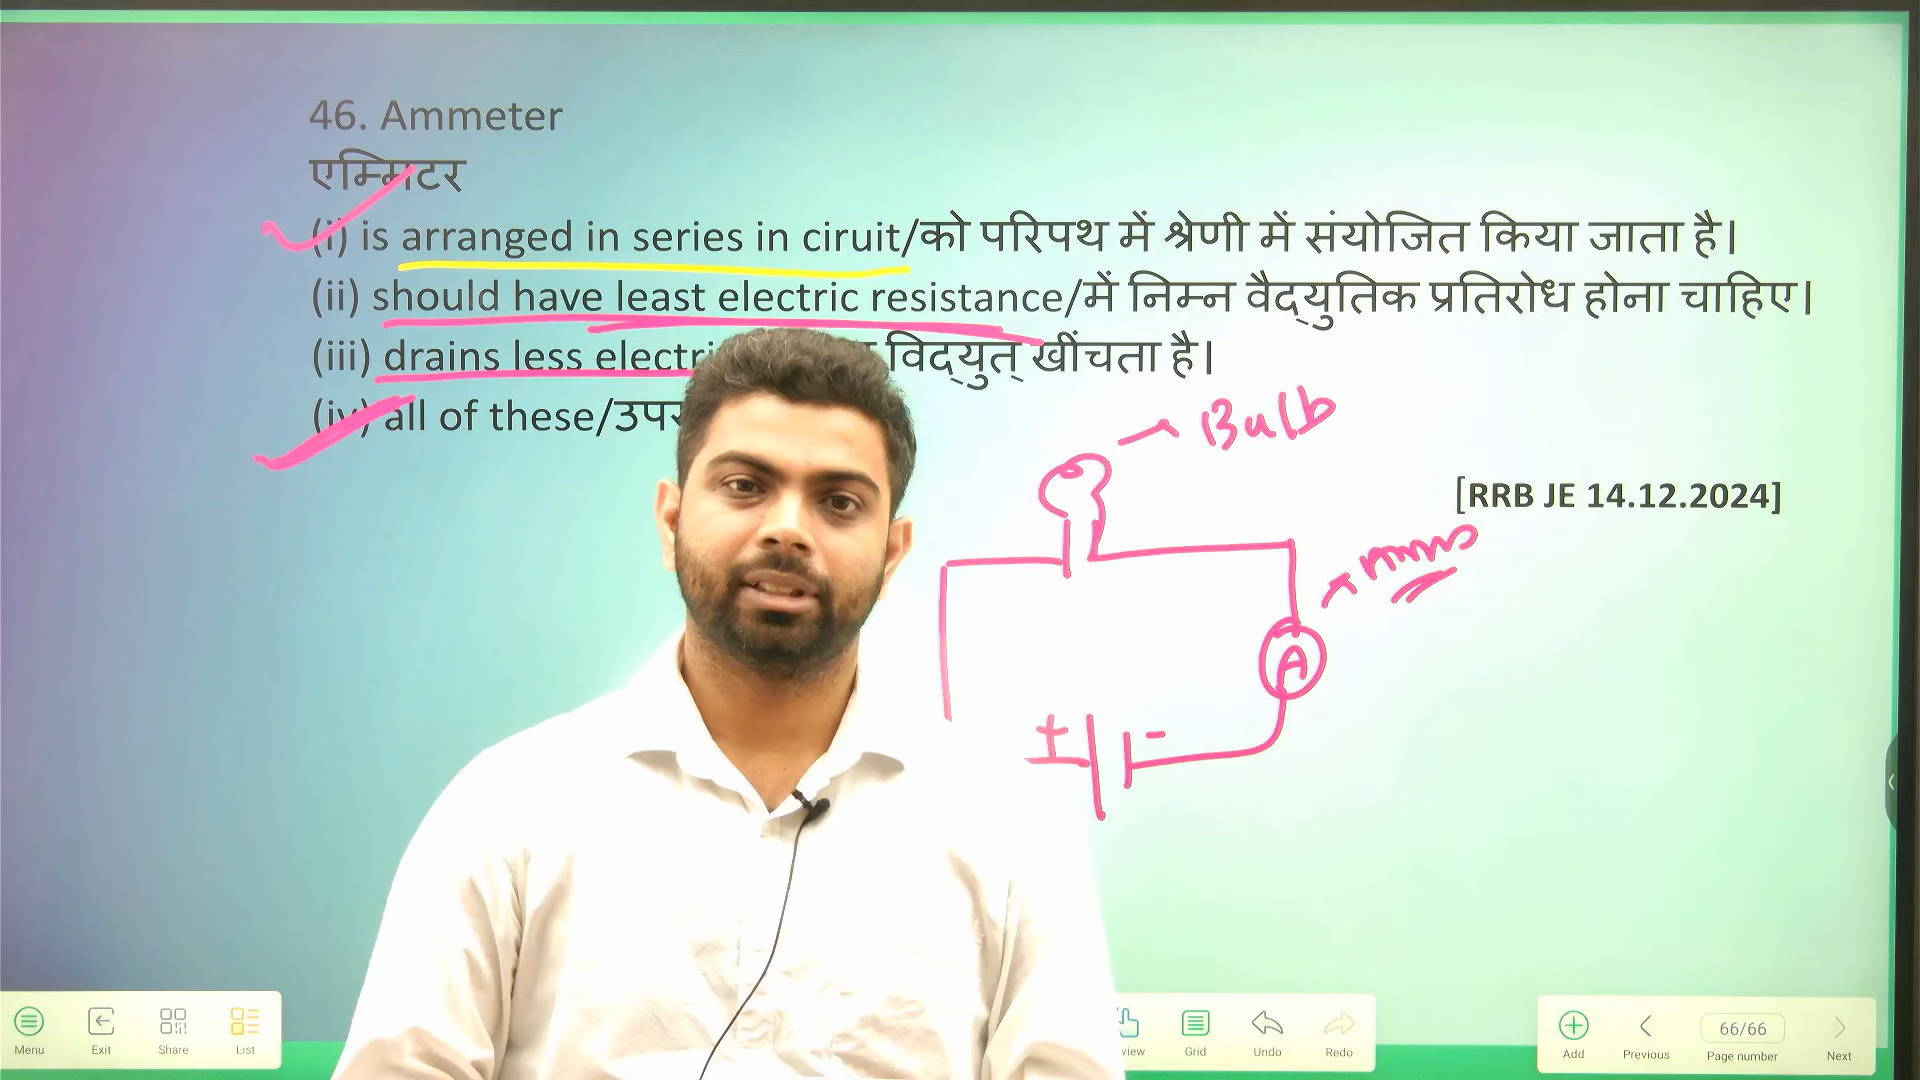 46. Ammeter
एम्मिटर
(i) is arranged in series in ciruit/को परिपथ में श्रेणी में संयोजित किया जाता है।
(ii) should have least electric resistance/में निम्न वैद्युतिक प्रतिरोध होना चाहिए।
(iii) drains less विद्युत् खींचता है।
(iv) all of these/
Bulb
[RRB JE 14.12.2024]
A
+ -
Menu Exit Share List
Grid Undo Redo
Add Previous 66/66 Page number Next